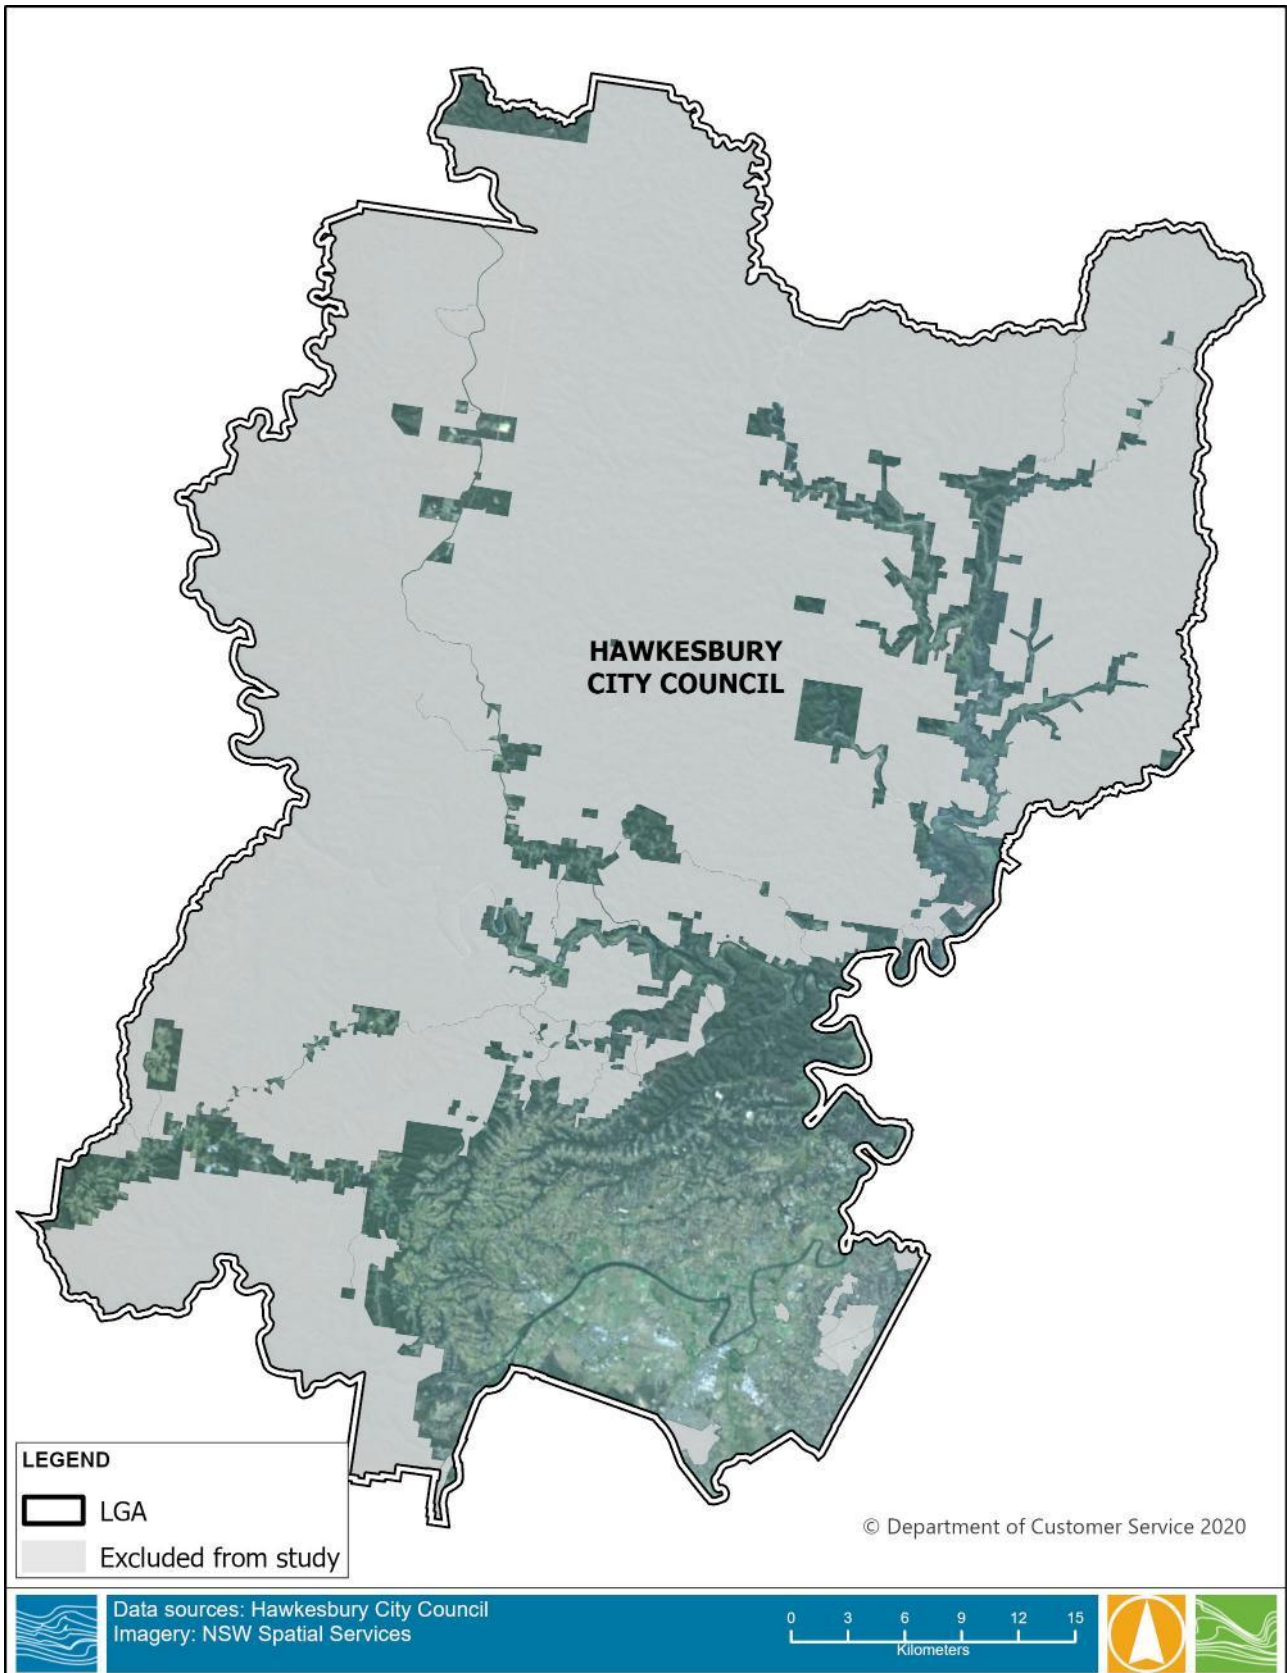 HAWKESBURY
CITY COUNCIL
LEGEND
LGA
Excluded from study
© Department of Customer Service 2020
Data sources: Hawkesbury City Council
Imagery: NSW Spatial Services
0 3 6 9 12 15
Kilometers